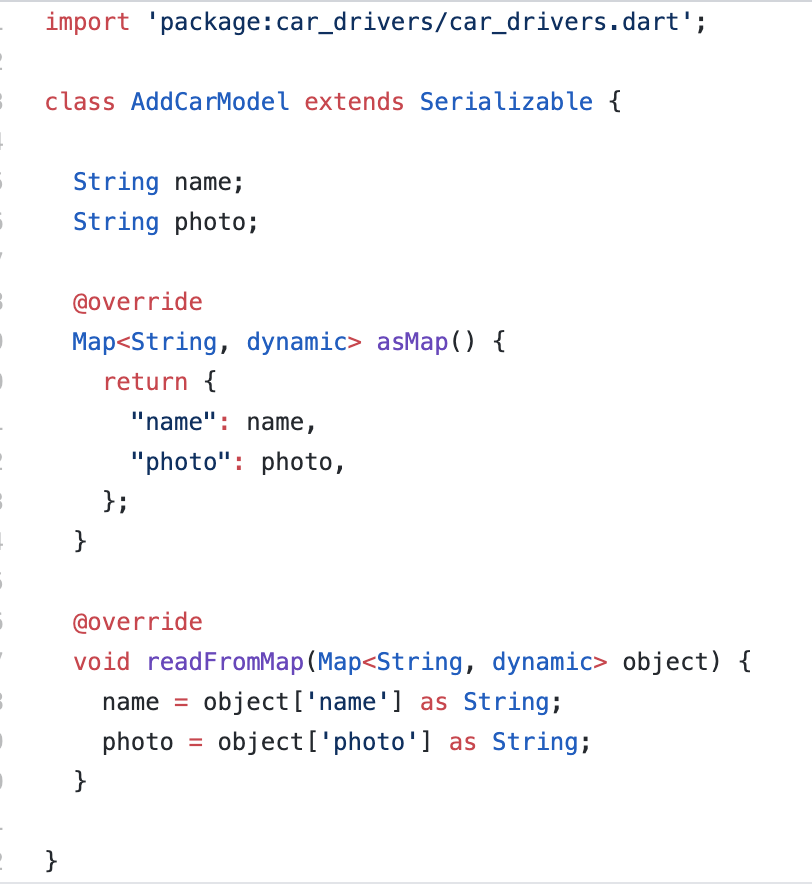 import 'package:car_drivers/car_drivers.dart';
class AddCarModel extends Serializable {
String name;
String photo;
@override
Map<String, dynamic> asMap() {
return {
"name": name,
"photo": photo,
};
}
@override
void readFromMap(Map<String, dynamic> object) {
name = object['name'] as String;
photo = object['photo'] as String;
}
}